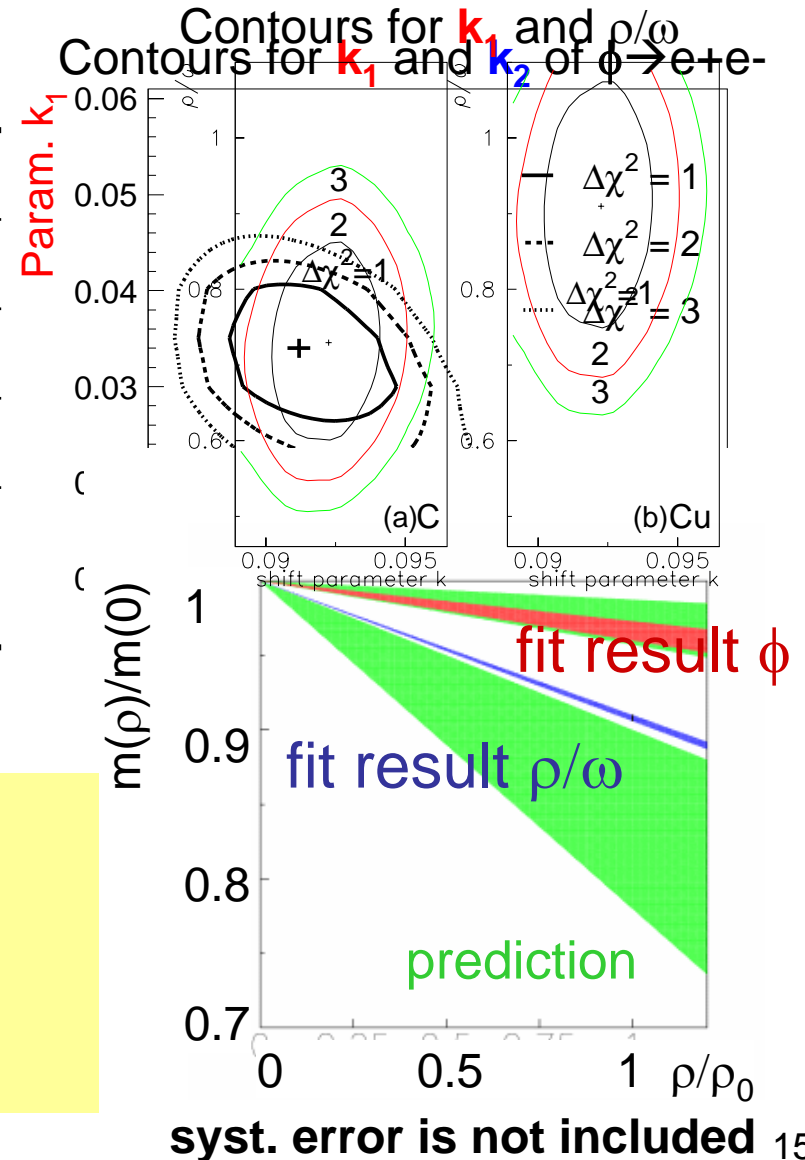 Contours for k₁ and ρ/ω
Contours for k₁ and k₂ of ϕ→e+e-
Param. k₁
0.06
0.05
0.04
0.03
ρ/ω
1
0.8
0.6
3
2
Δχ²=1
(a)C
0.09
0.095
shift parameter k
1
0.8
0.6
Δχ² = 1
Δχ² = 2
Δχ²=1
Δχ² = 3
2
3
(b)Cu
0.09
0.095
shift parameter k
m(ρ)/m(0)
1
0.9
0.8
0.7
fit result ϕ
fit result ρ/ω
prediction
0
0.5
1
ρ/ρ₀
syst. error is not included
15